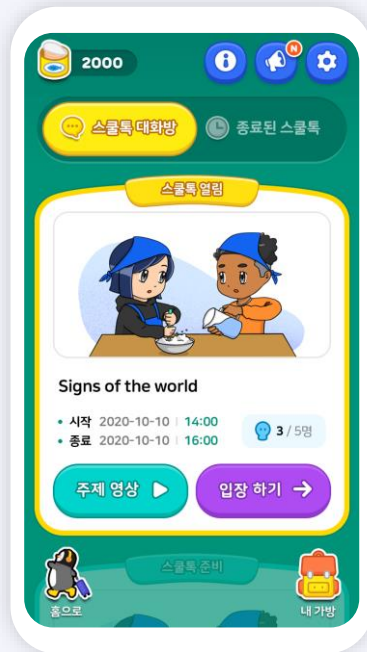 2000
N
스쿨톡 대화방
종료된 스쿨톡
스쿨톡 열림
Signs of the world
• 시작 2020-10-10 | 14:00
• 종료 2020-10-10 | 16:00
3 / 5명
주제 영상
입장 하기 →
스쿨톡 준비
홈으로
내 가방